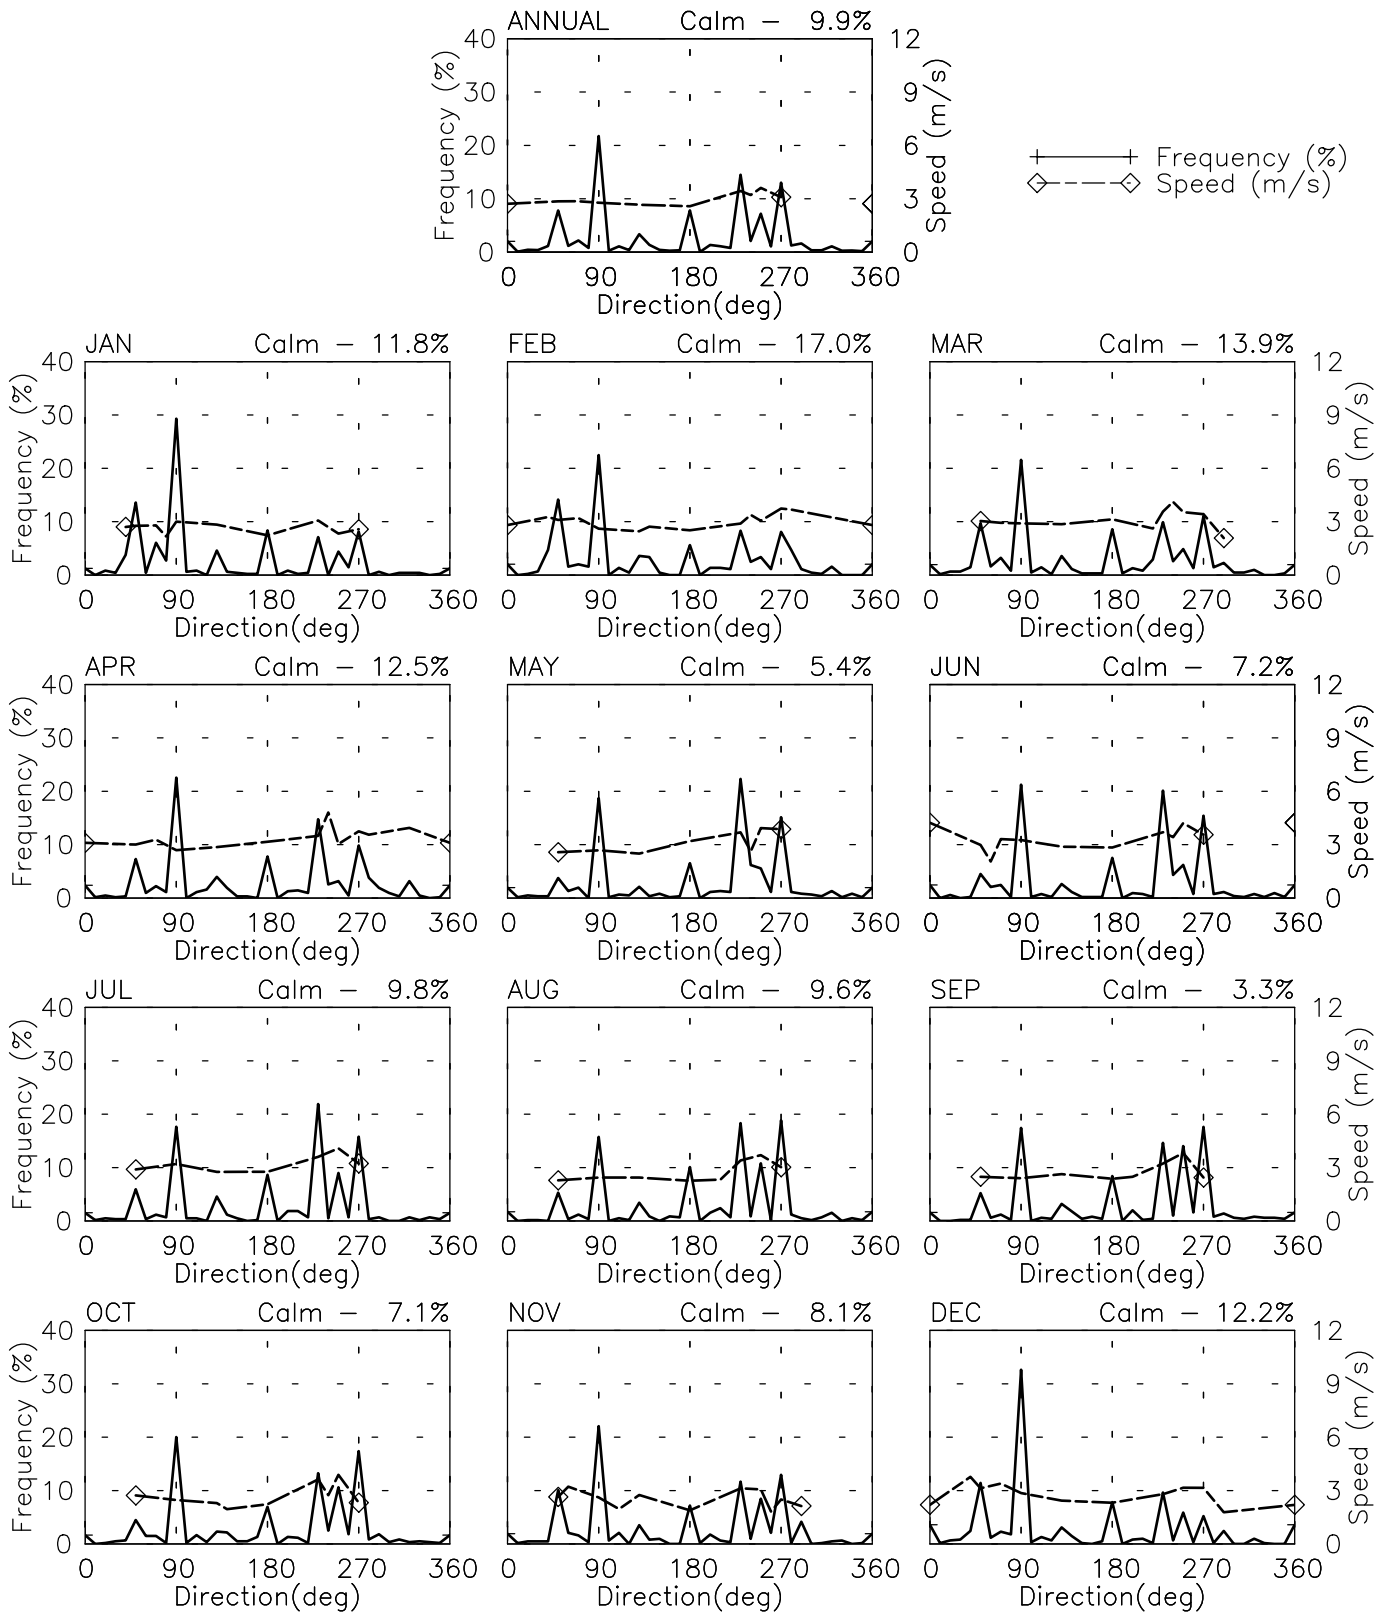 ANNUAL Calm - 9.9%
40 12
30 9
20 6
10 3
0 0
Frequency (%)
Speed (m/s)
0 90 180 270 360
Direction(deg)
Frequency (%)
Speed (m/s)
JAN Calm - 11.8% FEB Calm - 17.0% MAR Calm - 13.9%
40 12
30 9
20 6
10 3
0 0
Frequency (%)
Speed (m/s)
0 90 180 270 360 0 90 180 270 360 0 90 180 270 360
Direction(deg) Direction(deg) Direction(deg)
APR Calm - 12.5% MAY Calm - 5.4% JUN Calm - 7.2%
40 12
30 9
20 6
10 3
0 0
Frequency (%)
Speed (m/s)
0 90 180 270 360 0 90 180 270 360 0 90 180 270 360
Direction(deg) Direction(deg) Direction(deg)
JUL Calm - 9.8% AUG Calm - 9.6% SEP Calm - 3.3%
40 12
30 9
20 6
10 3
0 0
Frequency (%)
Speed (m/s)
0 90 180 270 360 0 90 180 270 360 0 90 180 270 360
Direction(deg) Direction(deg) Direction(deg)
OCT Calm - 7.1% NOV Calm - 8.1% DEC Calm - 12.2%
40 12
30 9
20 6
10 3
0 0
Frequency (%)
Speed (m/s)
0 90 180 270 360 0 90 180 270 360 0 90 180 270 360
Direction(deg) Direction(deg) Direction(deg)